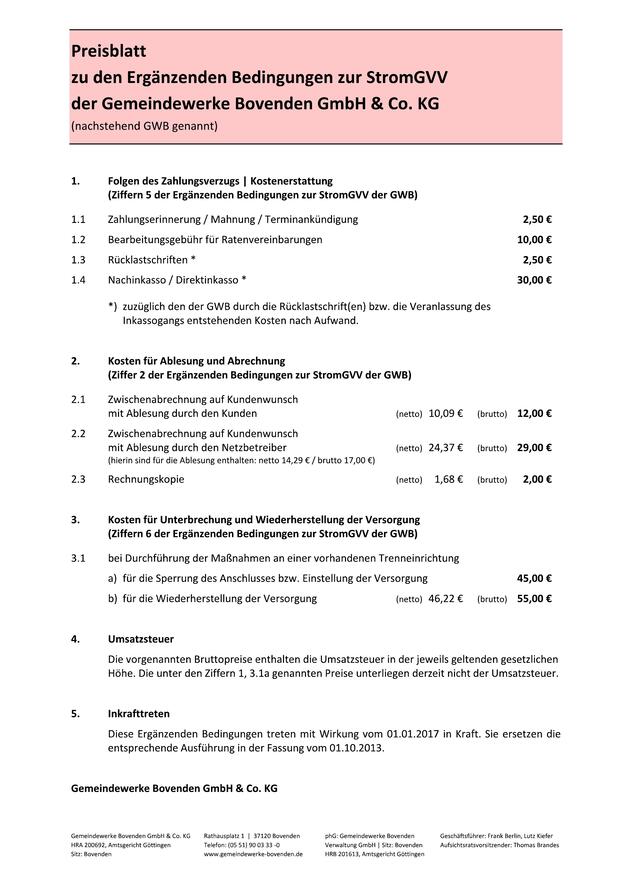 Preisblatt
zu den Ergänzenden Bedingungen zur StromGVV
der Gemeindewerke Bovenden GmbH & Co. KG
(nachstehend GWB genannt)
1. Folgen des Zahlungsverzugs | Kostenerstattung
(Ziffern 5 der Ergänzenden Bedingungen zur StromGVV der GWB)
1.1 Zahlungserinnerung / Mahnung / Terminankündigung 2,50 €
1.2 Bearbeitungsgebühr für Ratenvereinbarungen 10,00 €
1.3 Rücklastschriften * 2,50 €
1.4 Nachinkasso / Direktinkasso * 30,00 €
*) zuzüglich den der GWB durch die Rücklastschrift(en) bzw. die Veranlassung des
Inkassogangs entstehenden Kosten nach Aufwand.
2. Kosten für Ablesung und Abrechnung
(Ziffer 2 der Ergänzenden Bedingungen zur StromGVV der GWB)
2.1 Zwischenabrechnung auf Kundenwunsch
mit Ablesung durch den Kunden (netto) 10,09 € (brutto) 12,00 €
2.2 Zwischenabrechnung auf Kundenwunsch
mit Ablesung durch den Netzbetreiber (netto) 24,37 € (brutto) 29,00 €
(hierin sind für die Ablesung enthalten: netto 14,29 € / brutto 17,00 €)
2.3 Rechnungskopie (netto) 1,68 € (brutto) 2,00 €
3. Kosten für Unterbrechung und Wiederherstellung der Versorgung
(Ziffern 6 der Ergänzenden Bedingungen zur StromGVV der GWB)
3.1 bei Durchführung der Maßnahmen an einer vorhandenen Trenneinrichtung
a) für die Sperrung des Anschlusses bzw. Einstellung der Versorgung 45,00 €
b) für die Wiederherstellung der Versorgung (netto) 46,22 € (brutto) 55,00 €
4. Umsatzsteuer
Die vorgenannten Bruttopreise enthalten die Umsatzsteuer in der jeweils geltenden gesetzlichen
Höhe. Die unter den Ziffern 1, 3.1a genannten Preise unterliegen derzeit nicht der Umsatzsteuer.
5. Inkrafttreten
Diese Ergänzenden Bedingungen treten mit Wirkung vom 01.01.2017 in Kraft. Sie ersetzen die
entsprechende Ausführung in der Fassung vom 01.10.2013.
Gemeindewerke Bovenden GmbH & Co. KG
Gemeindewerke Bovenden GmbH & Co. KG Rathausplatz 1 | 37120 Bovenden phG: Gemeindewerke Bovenden Geschäftsführer: Frank Berlin, Lutz Kiefer
HRA 200692, Amtsgericht Göttingen Telefon: (05 51) 90 03 33 -0 Verwaltung GmbH | Sitz: Bovenden Aufsichtsratsvorsitzender: Thomas Brandes
Sitz: Bovenden www.gemeindewerke-bovenden.de HRB 201613, Amtsgericht Göttingen